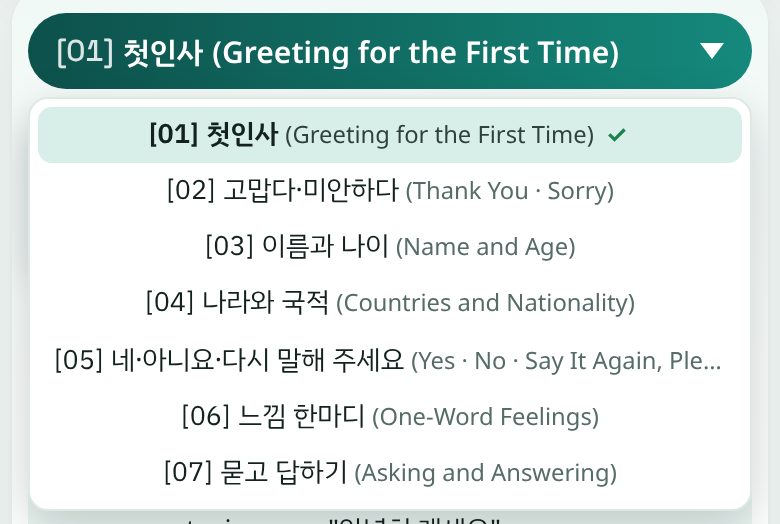 [01] 첫인사 (Greeting for the First Time)
[01] 첫인사 (Greeting for the First Time)
[02] 고맙다·미안하다 (Thank You · Sorry)
[03] 이름과 나이 (Name and Age)
[04] 나라와 국적 (Countries and Nationality)
[05] 네·아니요·다시 말해 주세요 (Yes · No · Say It Again, Ple...
[06] 느낌 한마디 (One-Word Feelings)
[07] 묻고 답하기 (Asking and Answering)